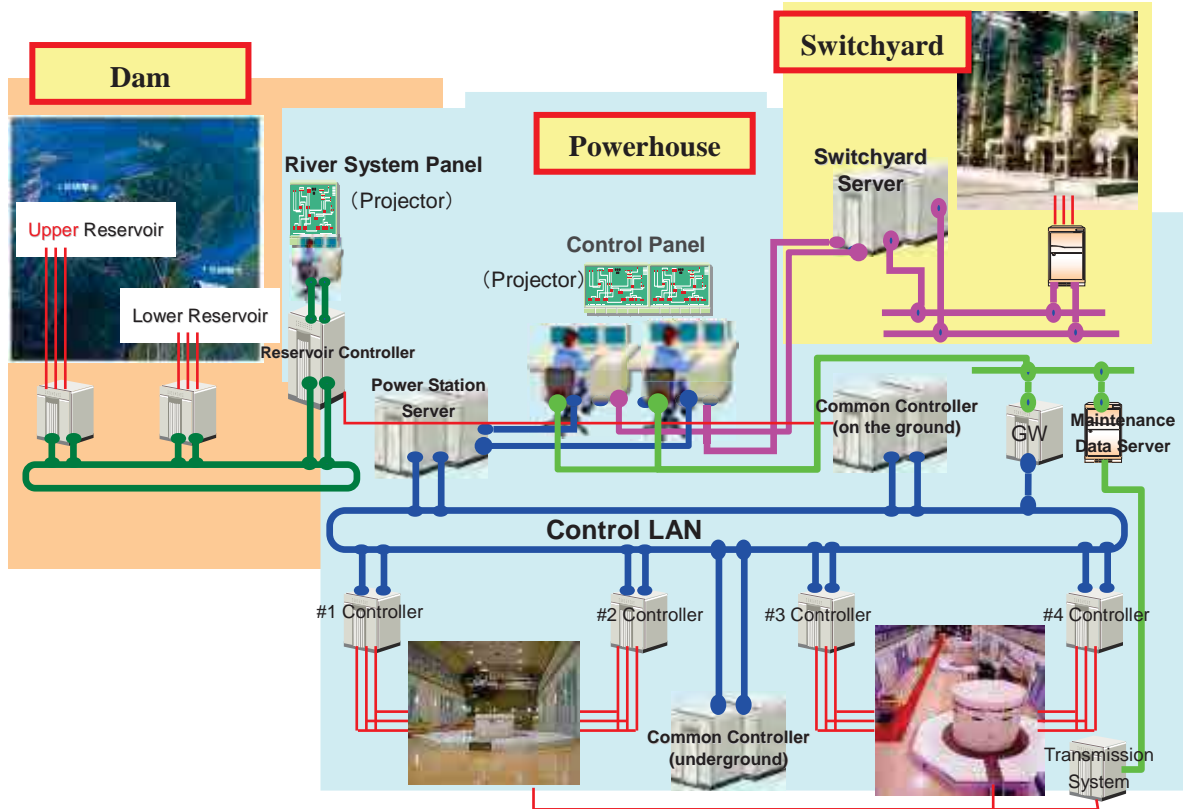 Dam
Switchyard
Powerhouse
River System Panel
（Projector）
Switchyard
Server
Upper Reservoir
Control Panel
（Projector）
Lower Reservoir
Reservoir Controller
Power Station
Server
Common Controller
(on the ground)
GW
Maintenance
Data Server
Control LAN
#1 Controller
#2 Controller
#3 Controller
#4 Controller
Common Controller
(underground)
Transmission
System